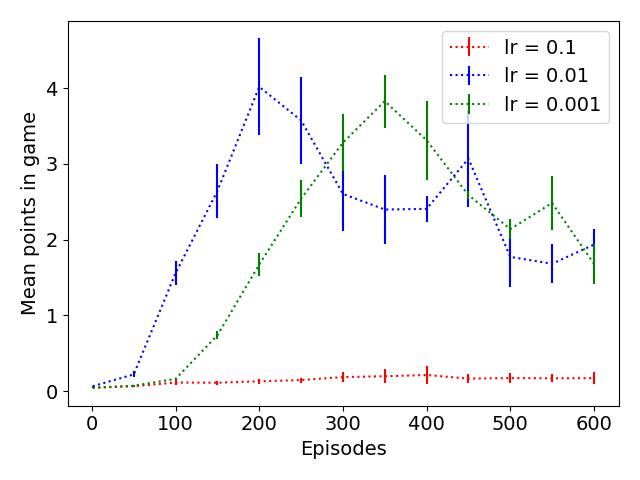 lr = 0.1
lr = 0.01
lr = 0.001
Mean points in game
4
3
2
1
0
0 100 200 300 400 500 600
Episodes